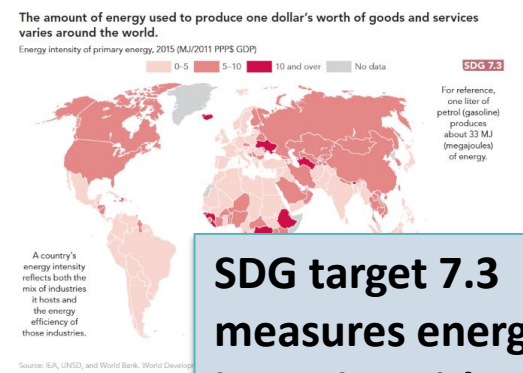 The amount of energy used to produce one dollar's worth of goods and services
varies around the world.
Energy intensity of primary energy, 2015 (MJ/2011 PPP$ GDP)
0–5 5–10 10 and over No data
SDG 7.3
For reference,
one liter of
petrol (gasoline)
produces
about 33 MJ
(megajoules)
of energy.
A country's
energy intensity
reflects both the
mix of industries
it hosts and
the energy
efficiency of
those industries.
SDG target 7.3
measures energ
Source: IEA, UNSD, and World Bank. World Develop